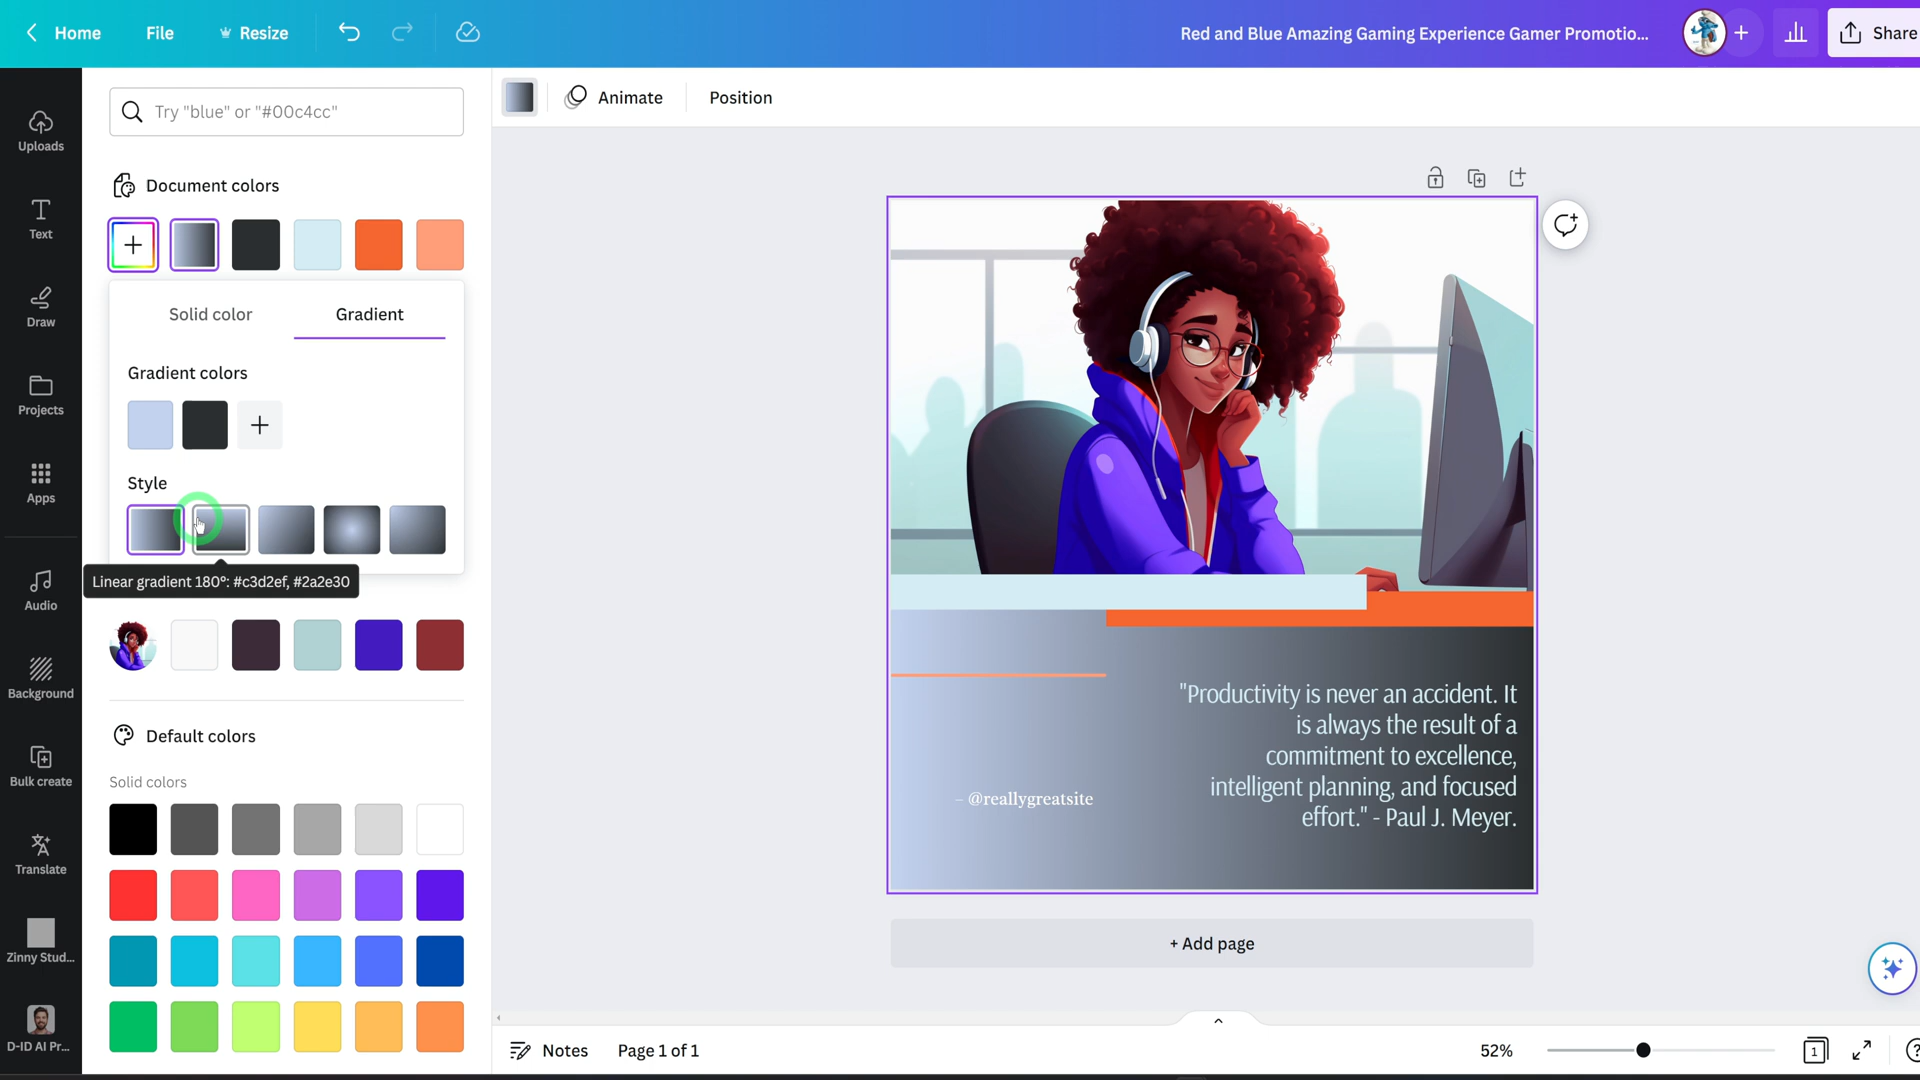 Home
File
Resize
Red and Blue Amazing Gaming Experience Gamer Promotio...
Share
Uploads
Text
Draw
Projects
Apps
Audio
Background
Bulk create
Translate
Zinny Stud...
D-ID AI Pr...
Try "blue" or "#00c4cc"
Document colors
Solid color
Gradient
Gradient colors
Style
Linear gradient 180°: #c3d2ef, #2a2e30
Default colors
Solid colors
Animate
Position
"Productivity is never an accident. It
is always the result of a
commitment to excellence,
intelligent planning, and focused
effort." - Paul J. Meyer.
– @reallygreatsite
+ Add page
Notes
Page 1 of 1
52%
1
?